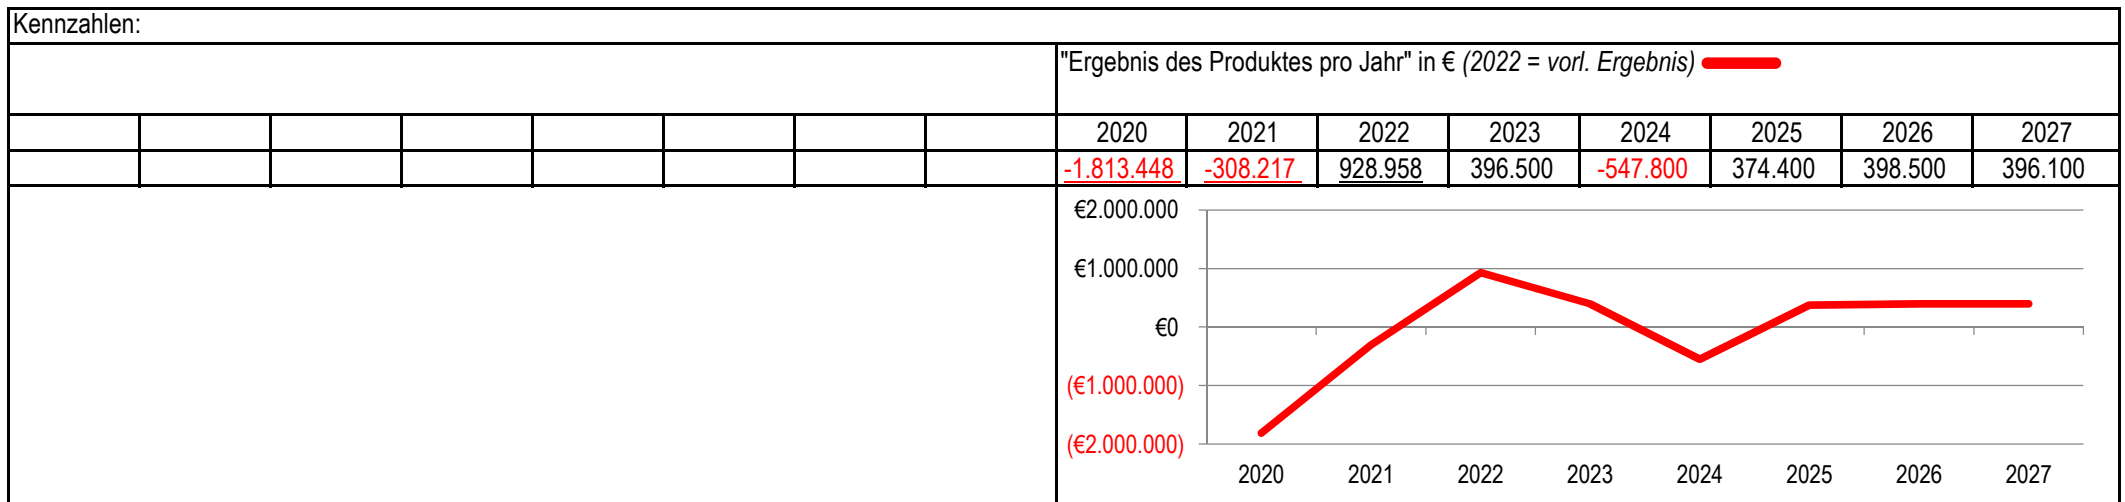 Kennzahlen:
"Ergebnis des Produktes pro Jahr" in € (2022 = vorl. Ergebnis)
2020 2021 2022 2023 2024 2025 2026 2027
-1.813.448 -308.217 928.958 396.500 -547.800 374.400 398.500 396.100
€2.000.000
€1.000.000
€0
(€1.000.000)
(€2.000.000)
2020 2021 2022 2023 2024 2025 2026 2027